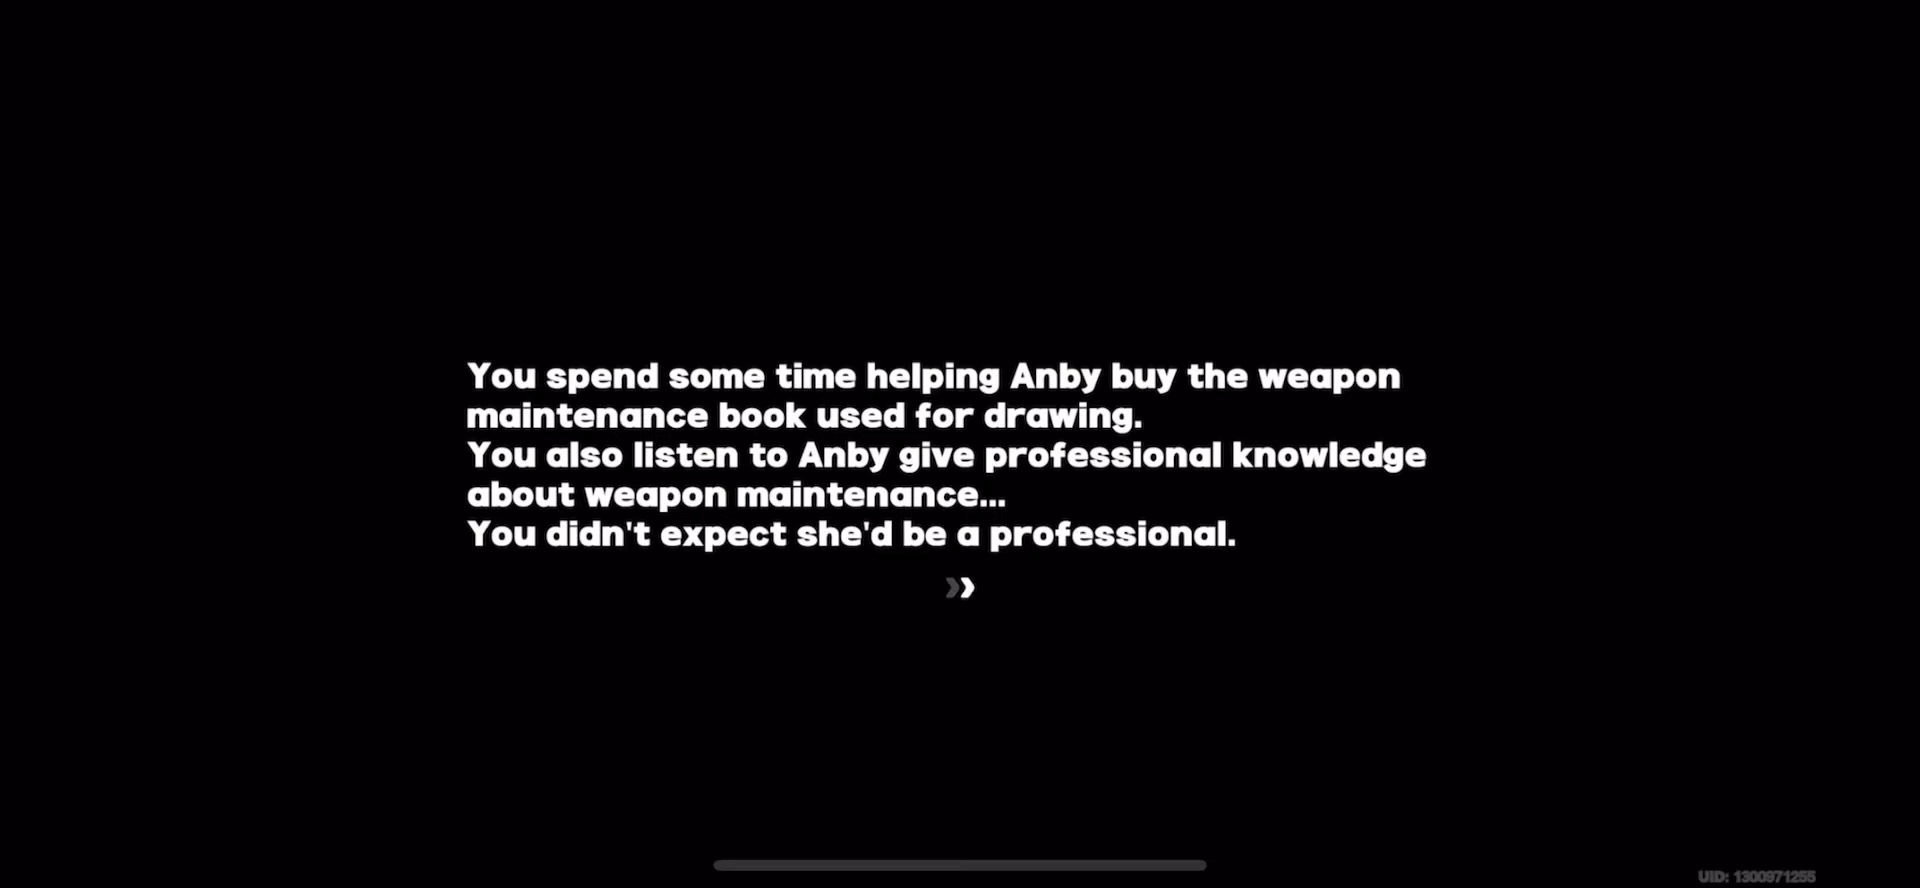 You spend some time helping Anby buy the weapon
maintenance book used for drawing.
You also listen to Anby give professional knowledge
about weapon maintenance...
You didn't expect she'd be a professional.
UID: 1300971255